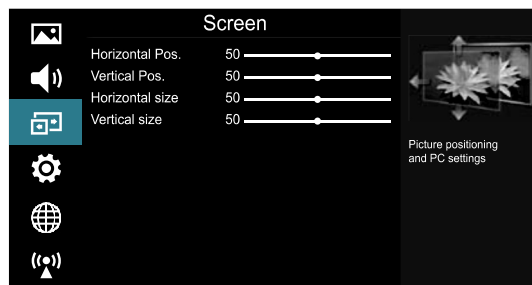 Screen
Horizontal Pos. 50
Vertical Pos. 50
Horizontal size 50
Vertical size 50
Picture positioning
and PC settings